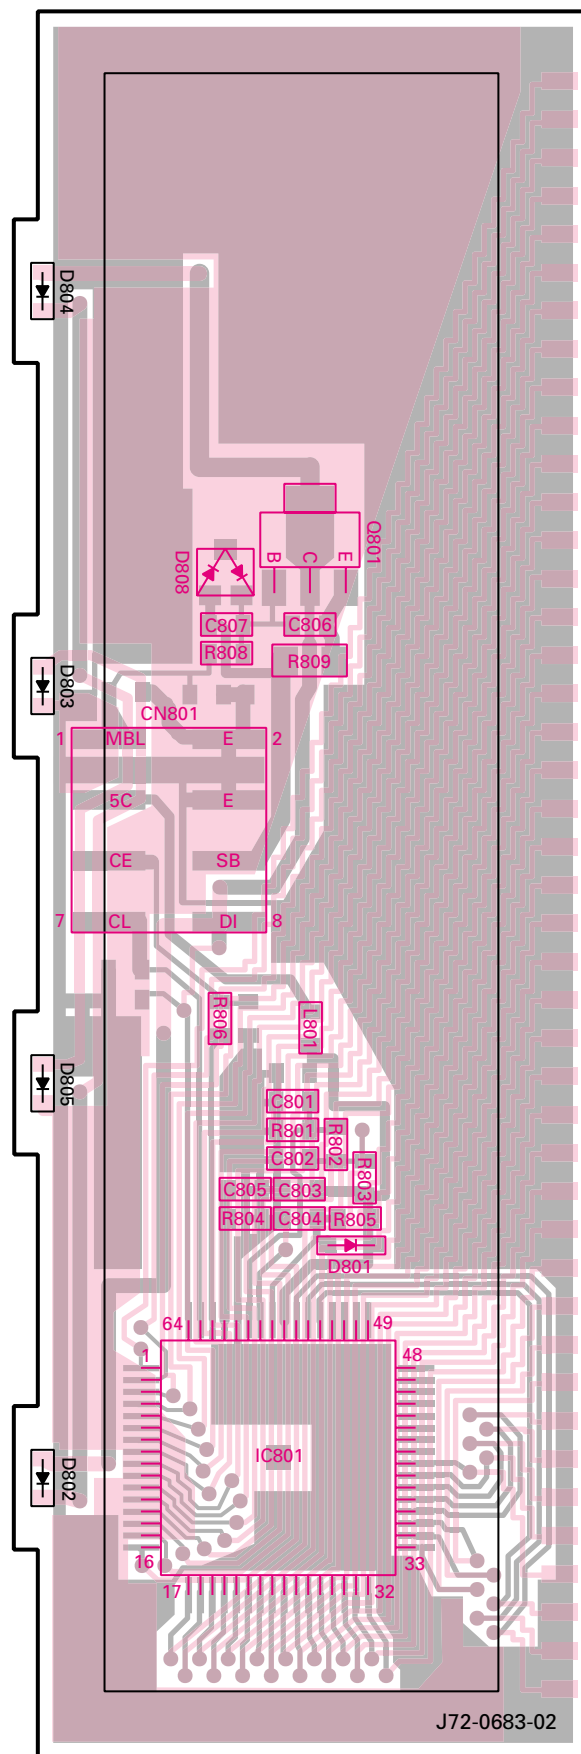 D804
Q801
B C E
D808
C807 C806
R808
R809
D803
CN801
1 MBL E 2
5C E
CE SB
7 CL DI 8
R806
L801
D805
C801
R801
R802
C802
R803
C805 C803
R804 C804 R805
D801
64 49
1 48
IC801
D802
16 33
17 32
J72-0683-02